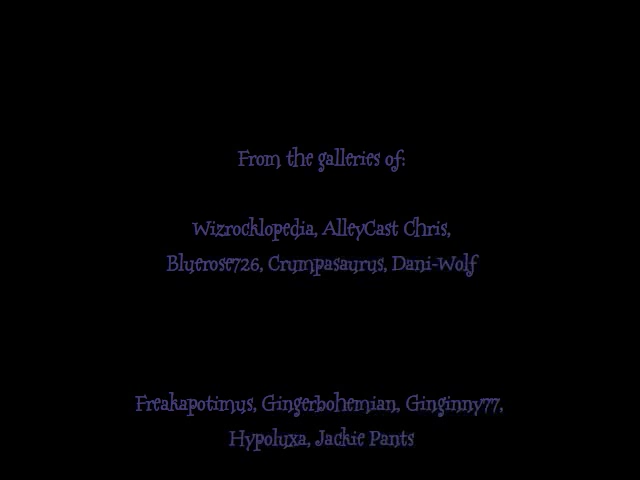 From the galleries of:
Wizrocklopedia, AlleyCast Chris,
Bluerose726, Crumpasaurus, Dani-Wolf
Freakapotimus, Gingerbohemian, Ginginny77,
Hypoluxa, Jackie Pants